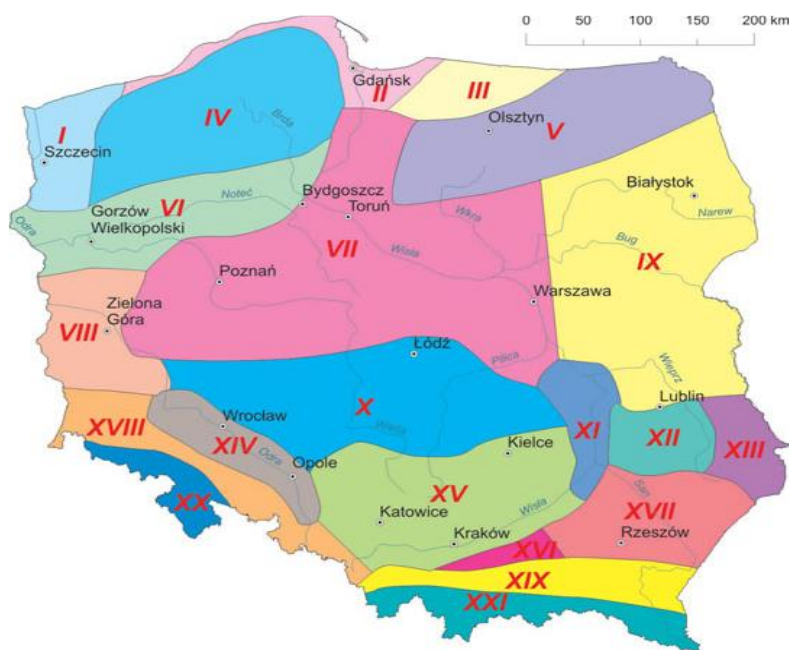 0 50 100 150 200 km
Gdańsk
II
III
IV
I
Brda
Olsztyn
V
Szczecin
Bydgoszcz
Toruń
Wkra
Białystok
Narew
VI
Noteć
Odra
Gorzów
Wielkopolski
VII
Wisła
Bug
IX
Poznań
Warszawa
Zielona
Góra
VIII
Łódź
Pilica
Wieprz
Lublin
X
Warta
XI
XII
XIII
XVIII
Wrocław
XIV
Odra
Opole
Kielce
XX
XV
San
XVII
Katowice
Wisła
Kraków
Rzeszów
XVI
XIX
XXI